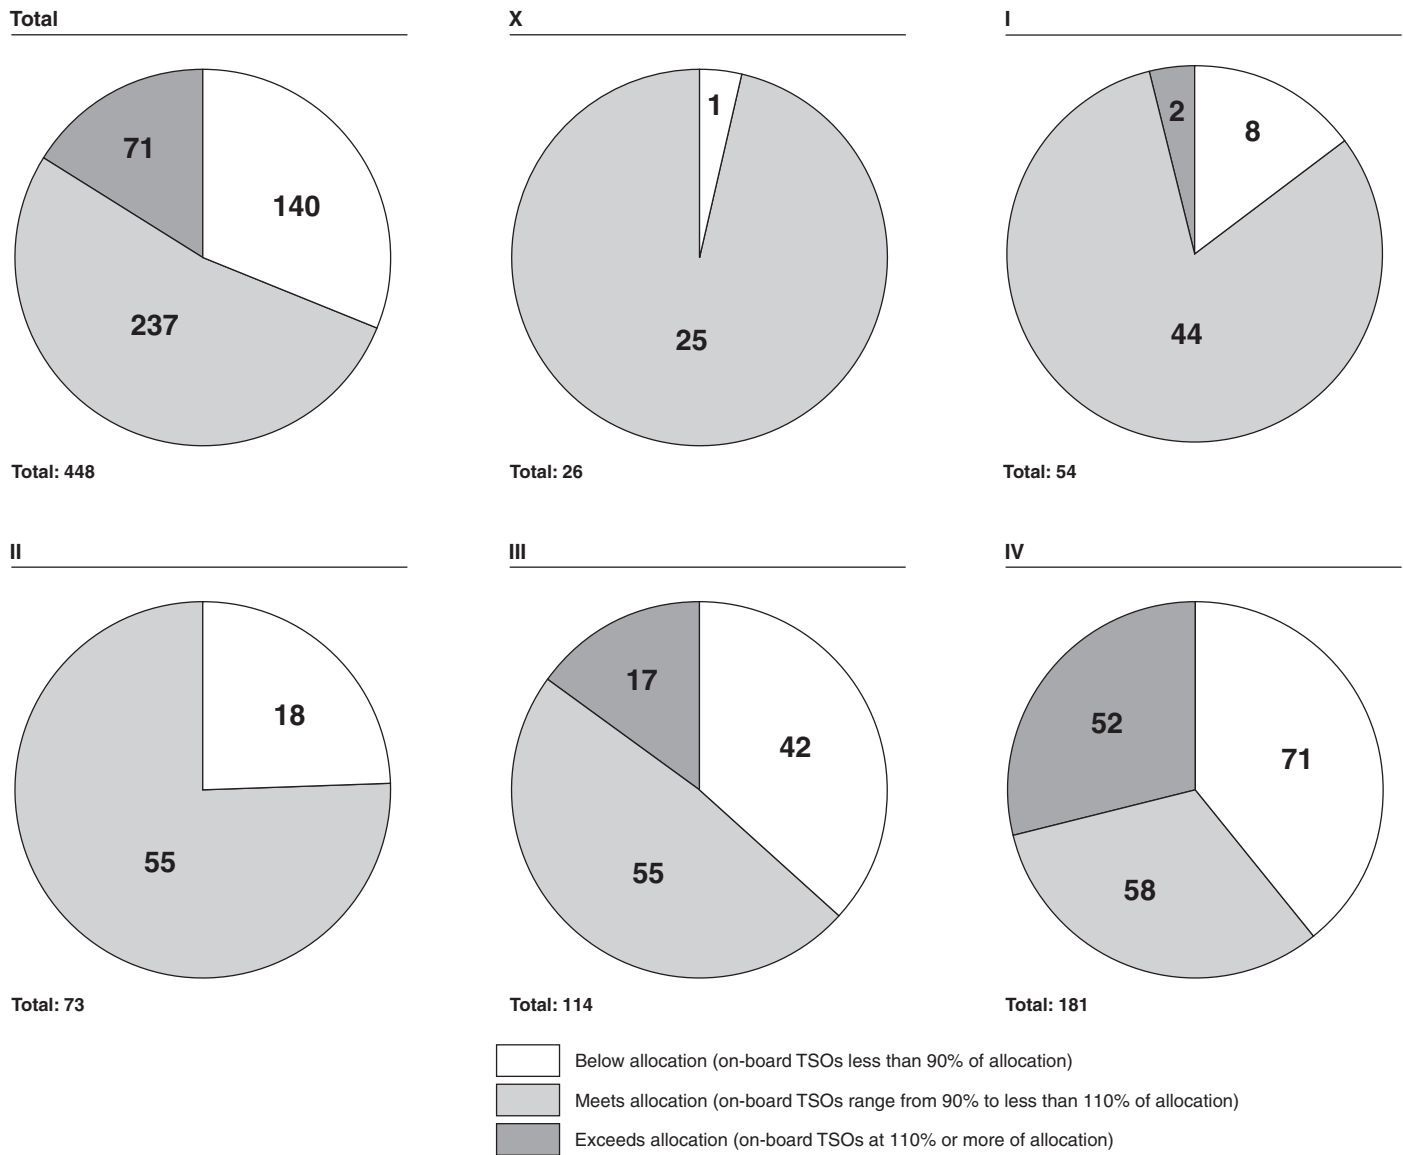 Total
71
140
237
Total: 448
X
1
25
Total: 26
I
2
8
44
Total: 54
II
18
55
Total: 73
III
17
42
55
Total: 114
IV
52
71
58
Total: 181
Below allocation (on-board TSOs less than 90% of allocation)
Meets allocation (on-board TSOs range from 90% to less than 110% of allocation)
Exceeds allocation (on-board TSOs at 110% or more of allocation)